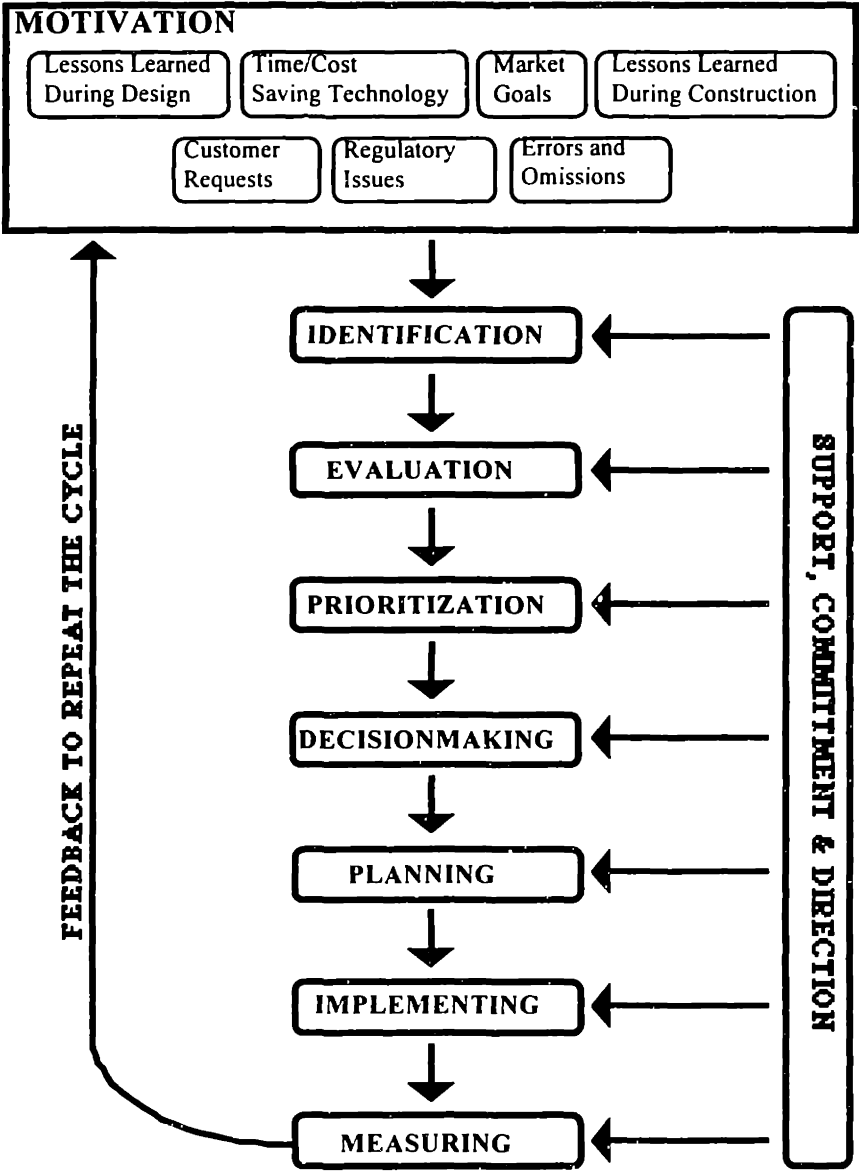 MOTIVATION
Lessons Learned
During Design
Time/Cost
Saving Technology
Market
Goals
Lessons Learned
During Construction
Customer
Requests
Regulatory
Issues
Errors and
Omissions
IDENTIFICATION
EVALUATION
PRIORITIZATION
DECISIONMAKING
PLANNING
IMPLEMENTING
MEASURING
FEEDBACK TO REPEAT THE CYCLE
SUPPORT, COMMITTMENT & DIRECTION